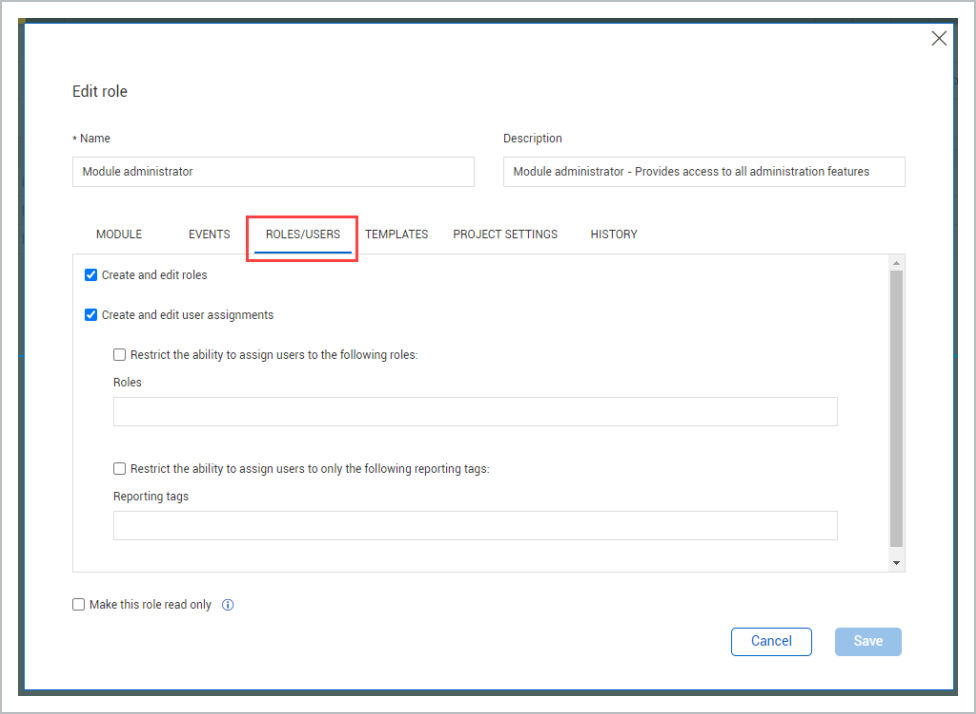 Edit role
* Name
Description
Module administrator
Module administrator - Provides access to all administration features
MODULE EVENTS ROLES/USERS TEMPLATES PROJECT SETTINGS HISTORY
Create and edit roles
Create and edit user assignments
Restrict the ability to assign users to the following roles:
Roles
Restrict the ability to assign users to only the following reporting tags:
Reporting tags
Make this role read only
Cancel
Save